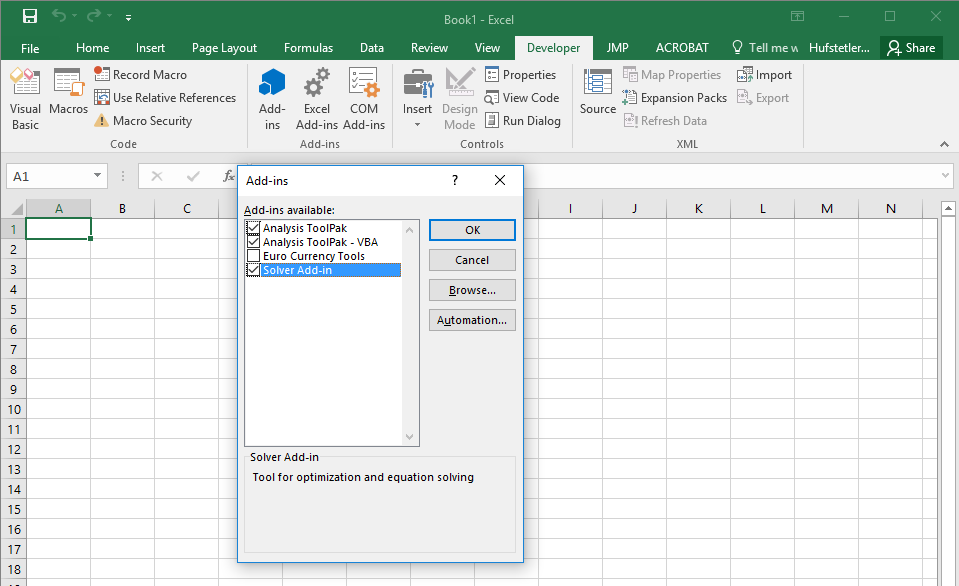 Book1 - Excel
File Home Insert Page Layout Formulas Data Review View Developer JMP ACROBAT Tell me w Hufstetler... Share
Visual Basic
Macros
Record Macro
Use Relative References
Macro Security
Code
Add-ins
Excel Add-ins
COM Add-ins
Add-ins
Insert
Design Mode
Properties
View Code
Run Dialog
Controls
Source
Map Properties
Expansion Packs
Refresh Data
Import
Export
XML
A1 fx
A B C I J K L M N
1
2
3
4
5
6
7
8
9
10
11
12
13
14
15
16
17
18
Add-ins ?
Add-ins available:
Analysis ToolPak
Analysis ToolPak - VBA
Euro Currency Tools
Solver Add-in
OK
Cancel
Browse...
Automation...
Solver Add-in
Tool for optimization and equation solving